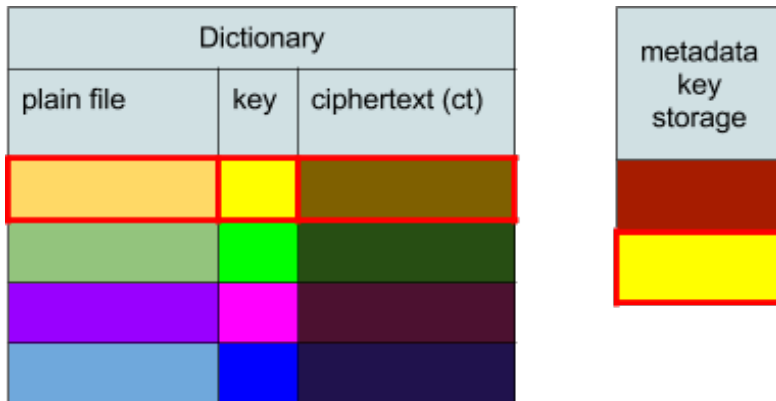 Dictionary
plain file
key
ciphertext (ct)
metadata
key
storage